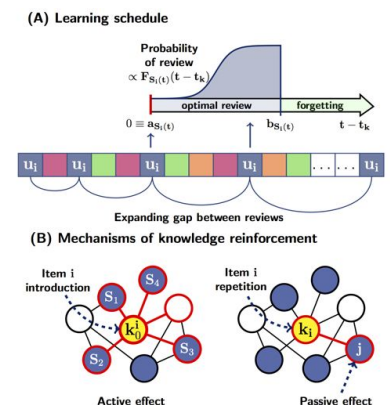 (A) Learning schedule
Probability
of review
∝ F_{S_i(t)}(t − t_k)
optimal review
forgetting
0 ≡ a_{S_i(t)}
b_{S_i(t)}
t − t_k
u_i u_i u_i u_i ... ... u_i
Expanding gap between reviews
(B) Mechanisms of knowledge reinforcement
Item i
introduction
S_1
S_4
k_0^i
S_2
S_3
Active effect
Item i
repetition
k_i
j
Passive effect